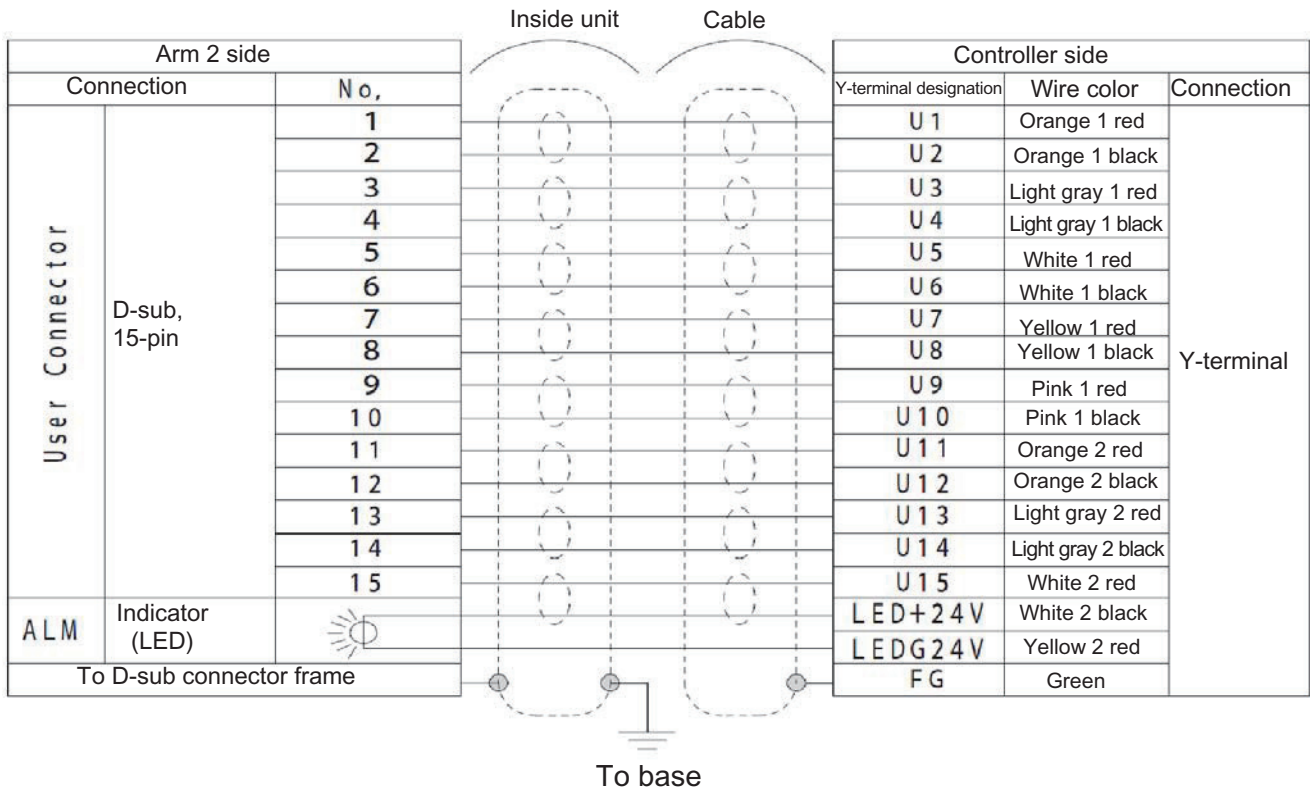 Inside unit Cable
Arm 2 side Controller side
Connection No. Y-terminal designation Wire color Connection
1 U1 Orange 1 red
2 U2 Orange 1 black
3 U3 Light gray 1 red
4 U4 Light gray 1 black
5 U5 White 1 red
6 U6 White 1 black
User Connector
D-sub,
15-pin
7 U7 Yellow 1 red
8 U8 Yellow 1 black
Y-terminal
9 U9 Pink 1 red
10 U10 Pink 1 black
11 U11 Orange 2 red
12 U12 Orange 2 black
13 U13 Light gray 2 red
14 U14 Light gray 2 black
15 U15 White 2 red
ALM Indicator
(LED)
LED+24V White 2 black
LEDG24V Yellow 2 red
To D-sub connector frame FG Green
To base